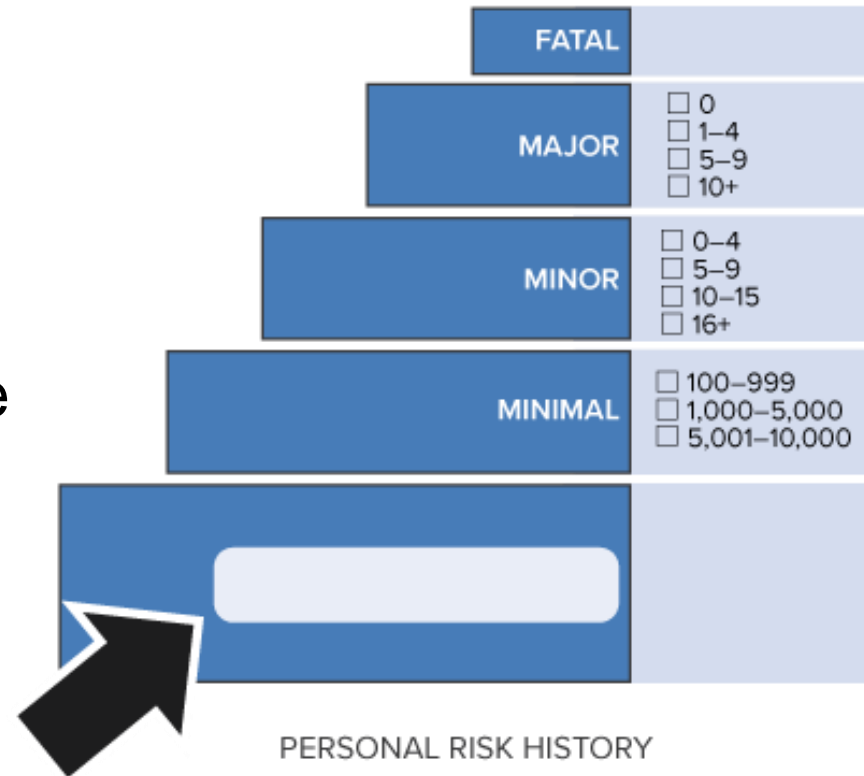 FATAL
MAJOR
☐ 0
☐ 1–4
☐ 5–9
☐ 10+
MINOR
☐ 0–4
☐ 5–9
☐ 10–15
☐ 16+
e
MINIMAL
☐ 100–999
☐ 1,000–5,000
☐ 5,001–10,000
PERSONAL RISK HISTORY